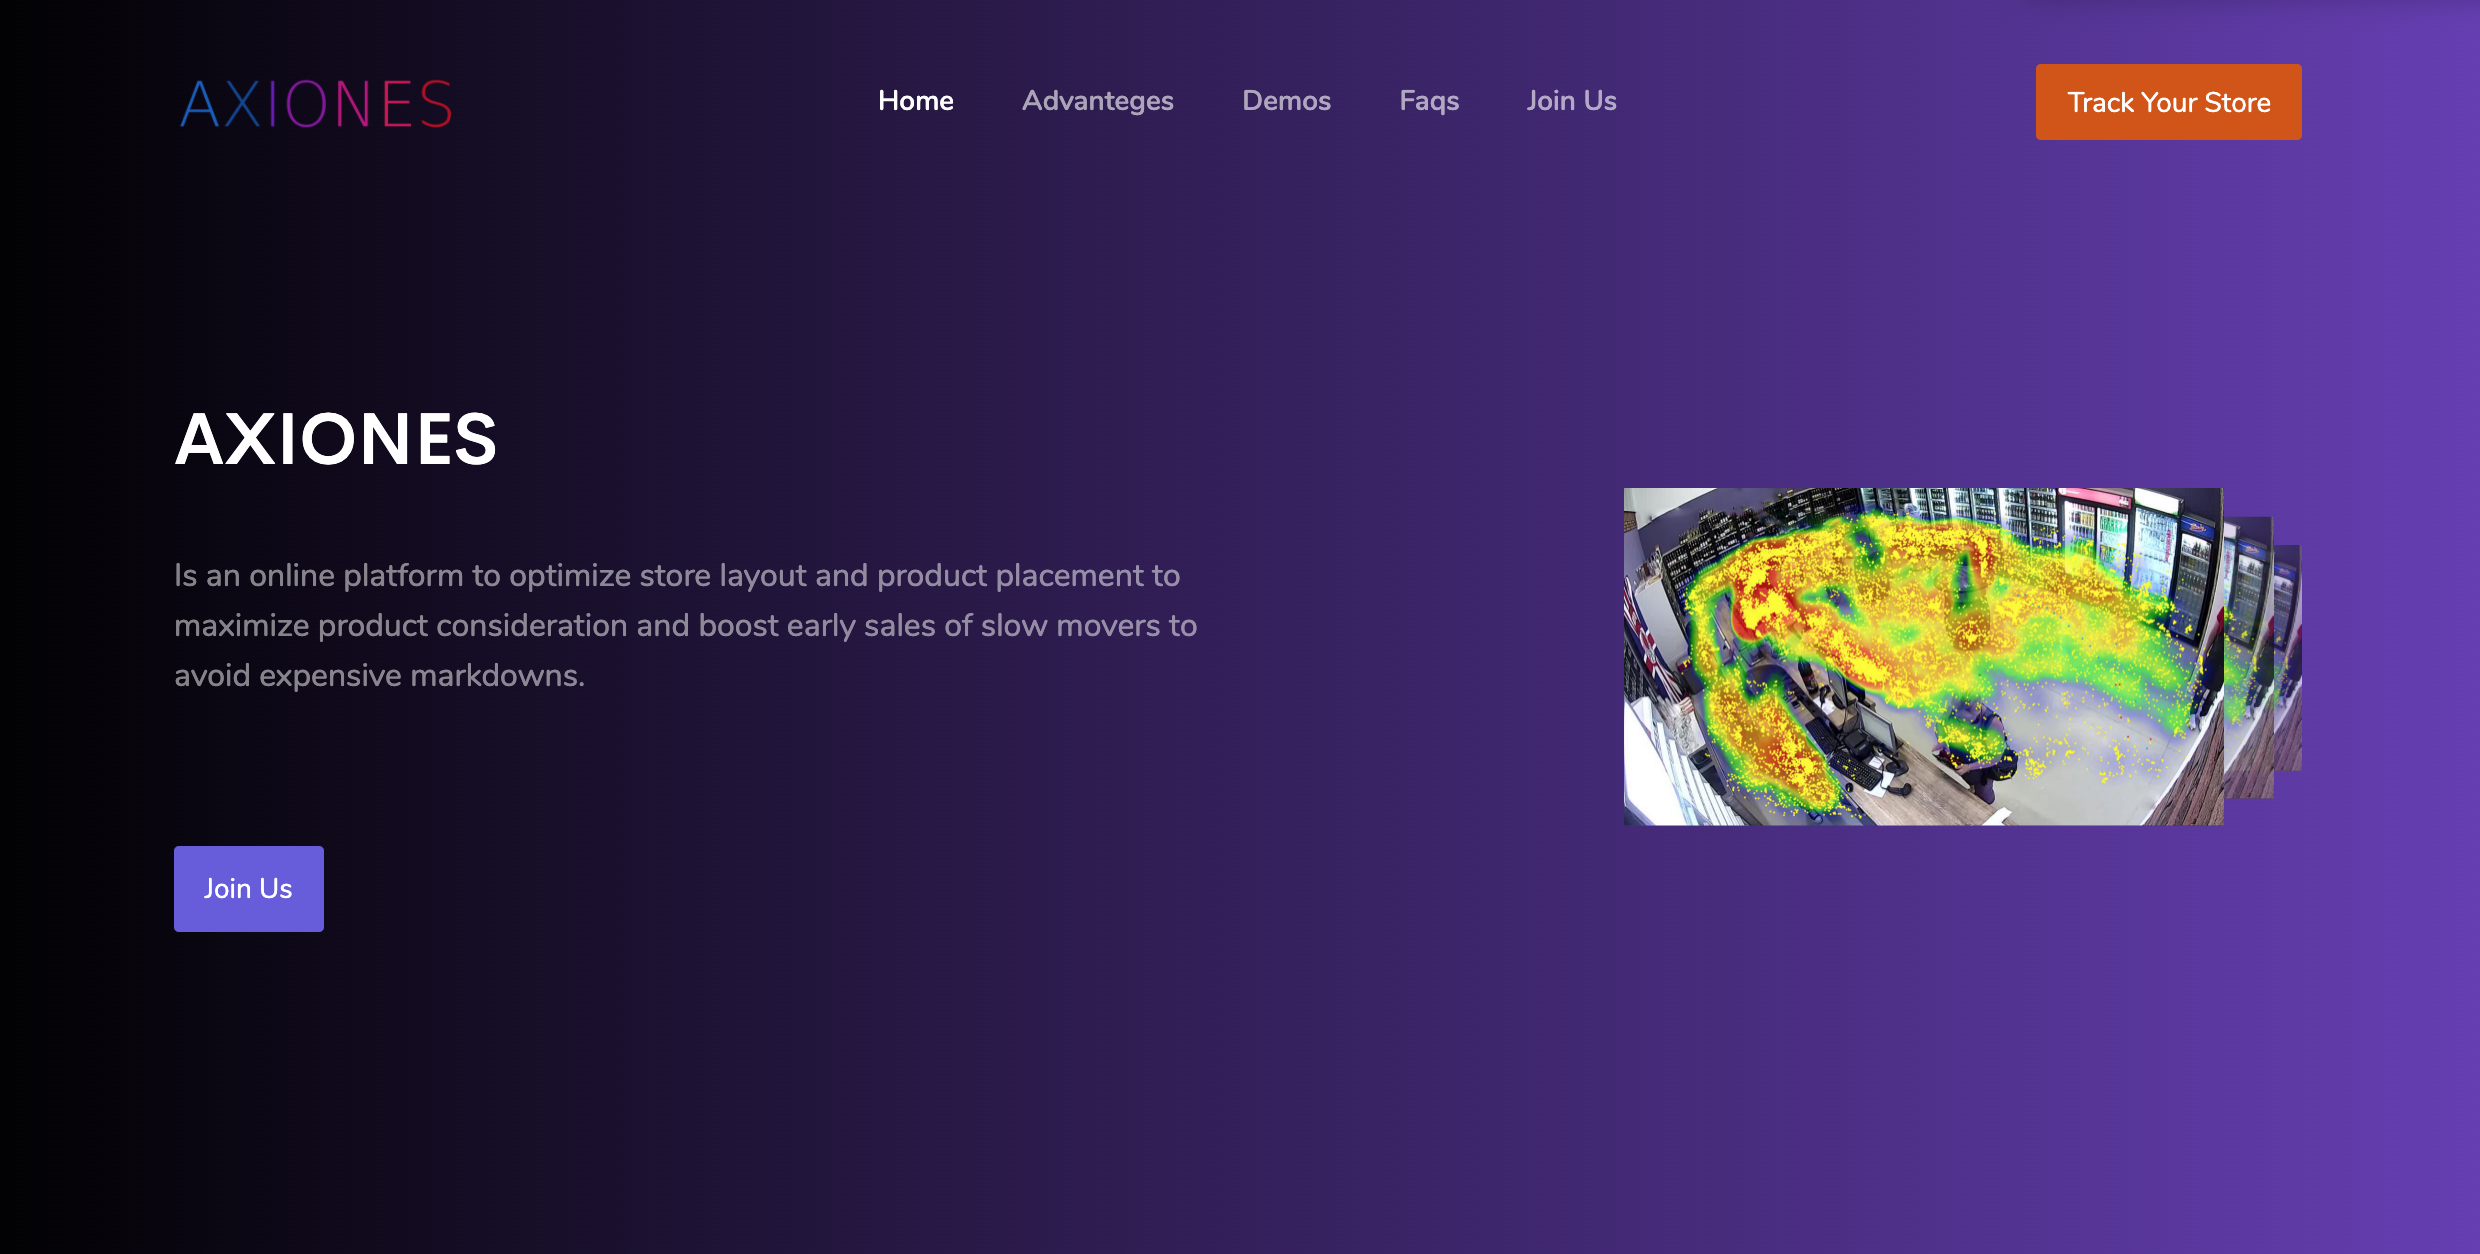 AXIONES
Home
Advanteges
Demos
Faqs
Join Us
Track Your Store
AXIONES
Is an online platform to optimize store layout and product placement to
maximize product consideration and boost early sales of slow movers to
avoid expensive markdowns.
Join Us